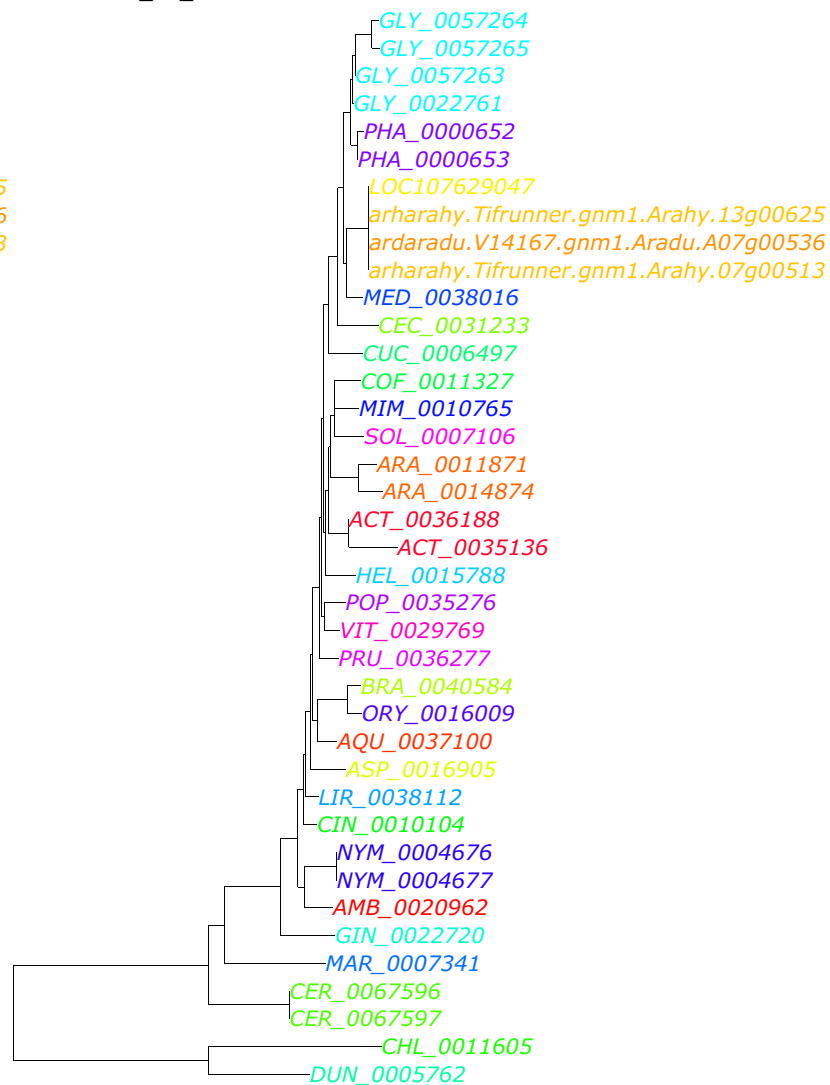 GLY_0057264
GLY_0057265
GLY_0057263
GLY_0022761
PHA_0000652
PHA_0000653
LOC107629047
arharahy.Tifrunner.gnm1.Arahy.13g00625
ardaradu.V14167.gnm1.Aradu.A07g00536
arharahy.Tifrunner.gnm1.Arahy.07g00513
MED_0038016
CEC_0031233
CUC_0006497
COF_0011327
MIM_0010765
SOL_0007106
ARA_0011871
ARA_0014874
ACT_0036188
ACT_0035136
HEL_0015788
POP_0035276
VIT_0029769
PRU_0036277
BRA_0040584
ORY_0016009
AQU_0037100
ASP_0016905
LIR_0038112
CIN_0010104
NYM_0004676
NYM_0004677
AMB_0020962
GIN_0022720
MAR_0007341
CER_0067596
CER_0067597
CHL_0011605
DUN_0005762